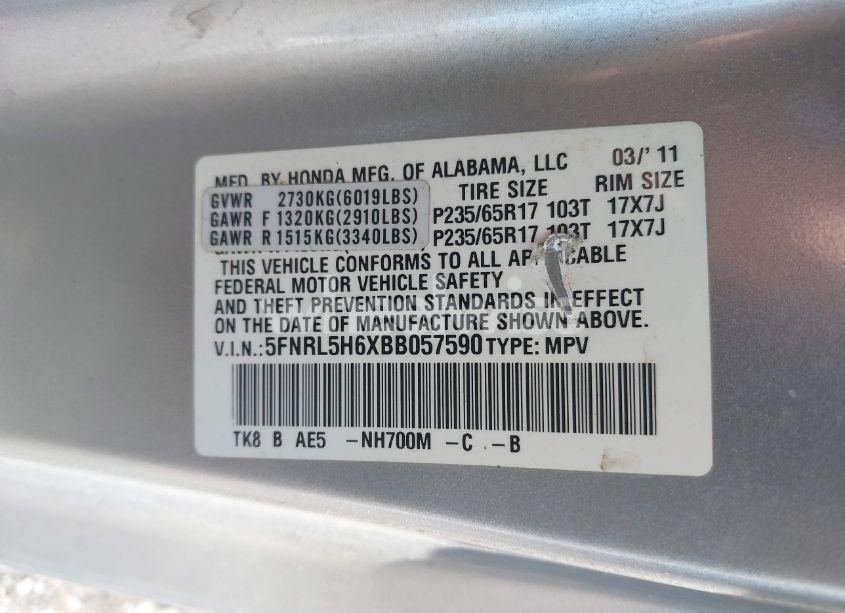 MFD. BY HONDA MFG. OF ALABAMA, LLC 03/' 11
TIRE SIZE RIM SIZE
GVWR 2730KG(6019LBS)
GAWR F 1320KG(2910LBS) P235/65R17 103T 17X7J
GAWR R 1515KG(3340LBS) P235/65R17 103T 17X7J
THIS VEHICLE CONFORMS TO ALL APPLICABLE
FEDERAL MOTOR VEHICLE SAFETY
AND THEFT PREVENTION STANDARDS IN EFFECT
ON THE DATE OF MANUFACTURE SHOWN ABOVE.
V.I.N.: 5FNRL5H6XBB057590 TYPE: MPV
TK8 B AE5 -NH700M -C -B